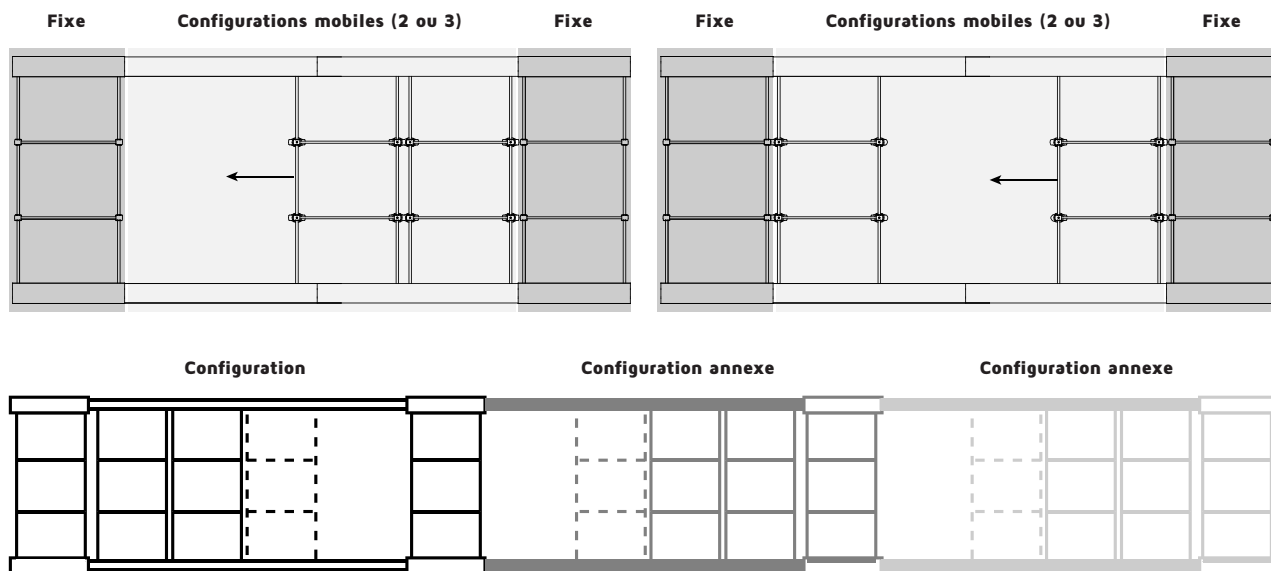 Fixe Configurations mobiles (2 ou 3) Fixe
Fixe Configurations mobiles (2 ou 3) Fixe
Configuration
Configuration annexe
Configuration annexe